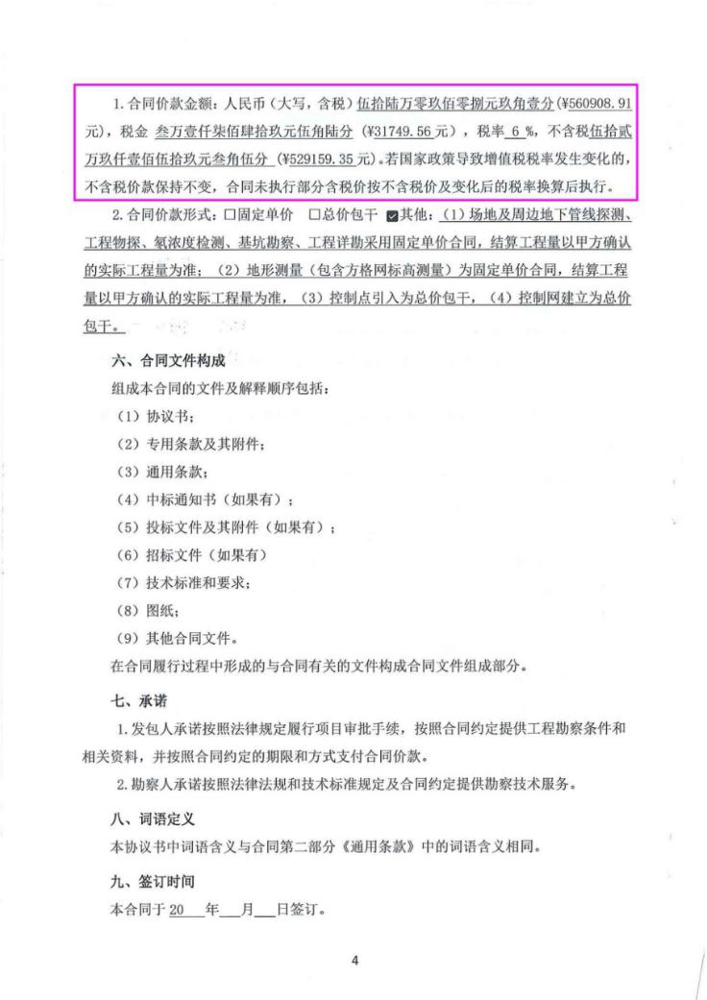 1.合同价款金额：人民币（大写，含税）伍拾陆万零玖佰零捌元玖角壹分(¥560908.91
元)，税金 叁万壹仟柒佰肆拾玖元伍角陆分 (¥31749.56元)，税率 6 %，不含税伍拾贰
万玖仟壹佰伍拾玖元叁角伍分 (¥529159.35元)。若国家政策导致增值税税率发生变化的，
不含税价款保持不变，合同未执行部分含税价按不含税价及变化后的税率换算后执行。
2.合同价款形式：☐固定单价 ☐总价包干 ☑其他：(1)场地及周边地下管线探测、
工程物探、氡浓度检测、基坑勘察、工程详勘采用固定单价合同，结算工程量以甲方确认
的实际工程量为准；（2）地形测量（包含方格网标高测量）为固定单价合同，结算工程
量以甲方确认的实际工程量为准，（3）控制点引入为总价包干，（4）控制网建立为总价
包干。
六、合同文件构成
组成本合同的文件及解释顺序包括：
（1）协议书；
（2）专用条款及其附件；
（3）通用条款；
（4）中标通知书（如果有）；
（5）投标文件及其附件（如果有）；
（6）招标文件（如果有）
（7）技术标准和要求；
（8）图纸；
（9）其他合同文件。
在合同履行过程中形成的与合同有关的文件构成合同文件组成部分。
七、承诺
1.发包人承诺按照法律规定履行项目审批手续，按照合同约定提供工程勘察条件和
相关资料，并按照合同约定的期限和方式支付合同价款。
2.勘察人承诺按照法律法规和技术标准规定及合同约定提供勘察技术服务。
八、词语定义
本协议书中词语含义与合同第二部分《通用条款》中的词语含义相同。
九、签订时间
本合同于 20___年___月___日签订。
4